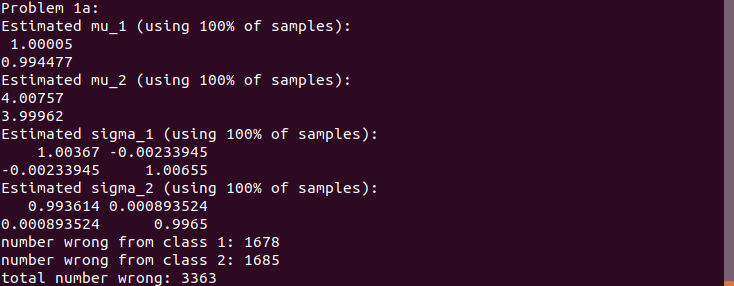 Problem 1a:
Estimated mu_1 (using 100% of samples):
 1.00005
0.994477
Estimated mu_2 (using 100% of samples):
4.00757
3.99962
Estimated sigma_1 (using 100% of samples):
    1.00367 -0.00233945
-0.00233945     1.00655
Estimated sigma_2 (using 100% of samples):
   0.993614 0.000893524
0.000893524      0.9965
number wrong from class 1: 1678
number wrong from class 2: 1685
total number wrong: 3363